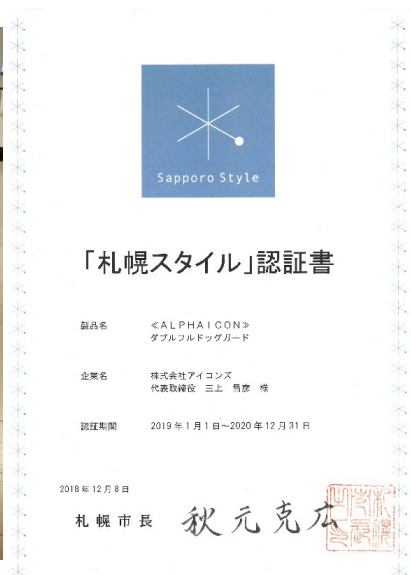 Sapporo Style
「札幌スタイル」認証書
製品名 ≪ALPHAICON≫
ダブルフルドッグガード
企業名 株式会社アイコンズ
代表取締役 三上 昌彦 様
認証期間 2019年1月1日～2020年12月31日
2018年12月8日
札幌市長 秋元克広